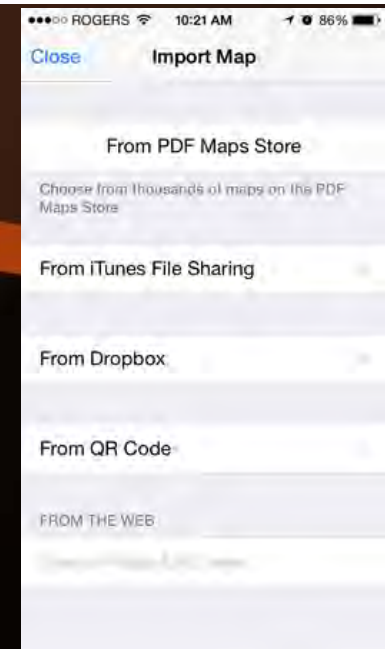 ROGERS 10:21 AM 86%
Close Import Map
From PDF Maps Store
Choose from thousands of maps on the PDF
Maps Store
From iTunes File Sharing
From Dropbox
From QR Code
FROM THE WEB